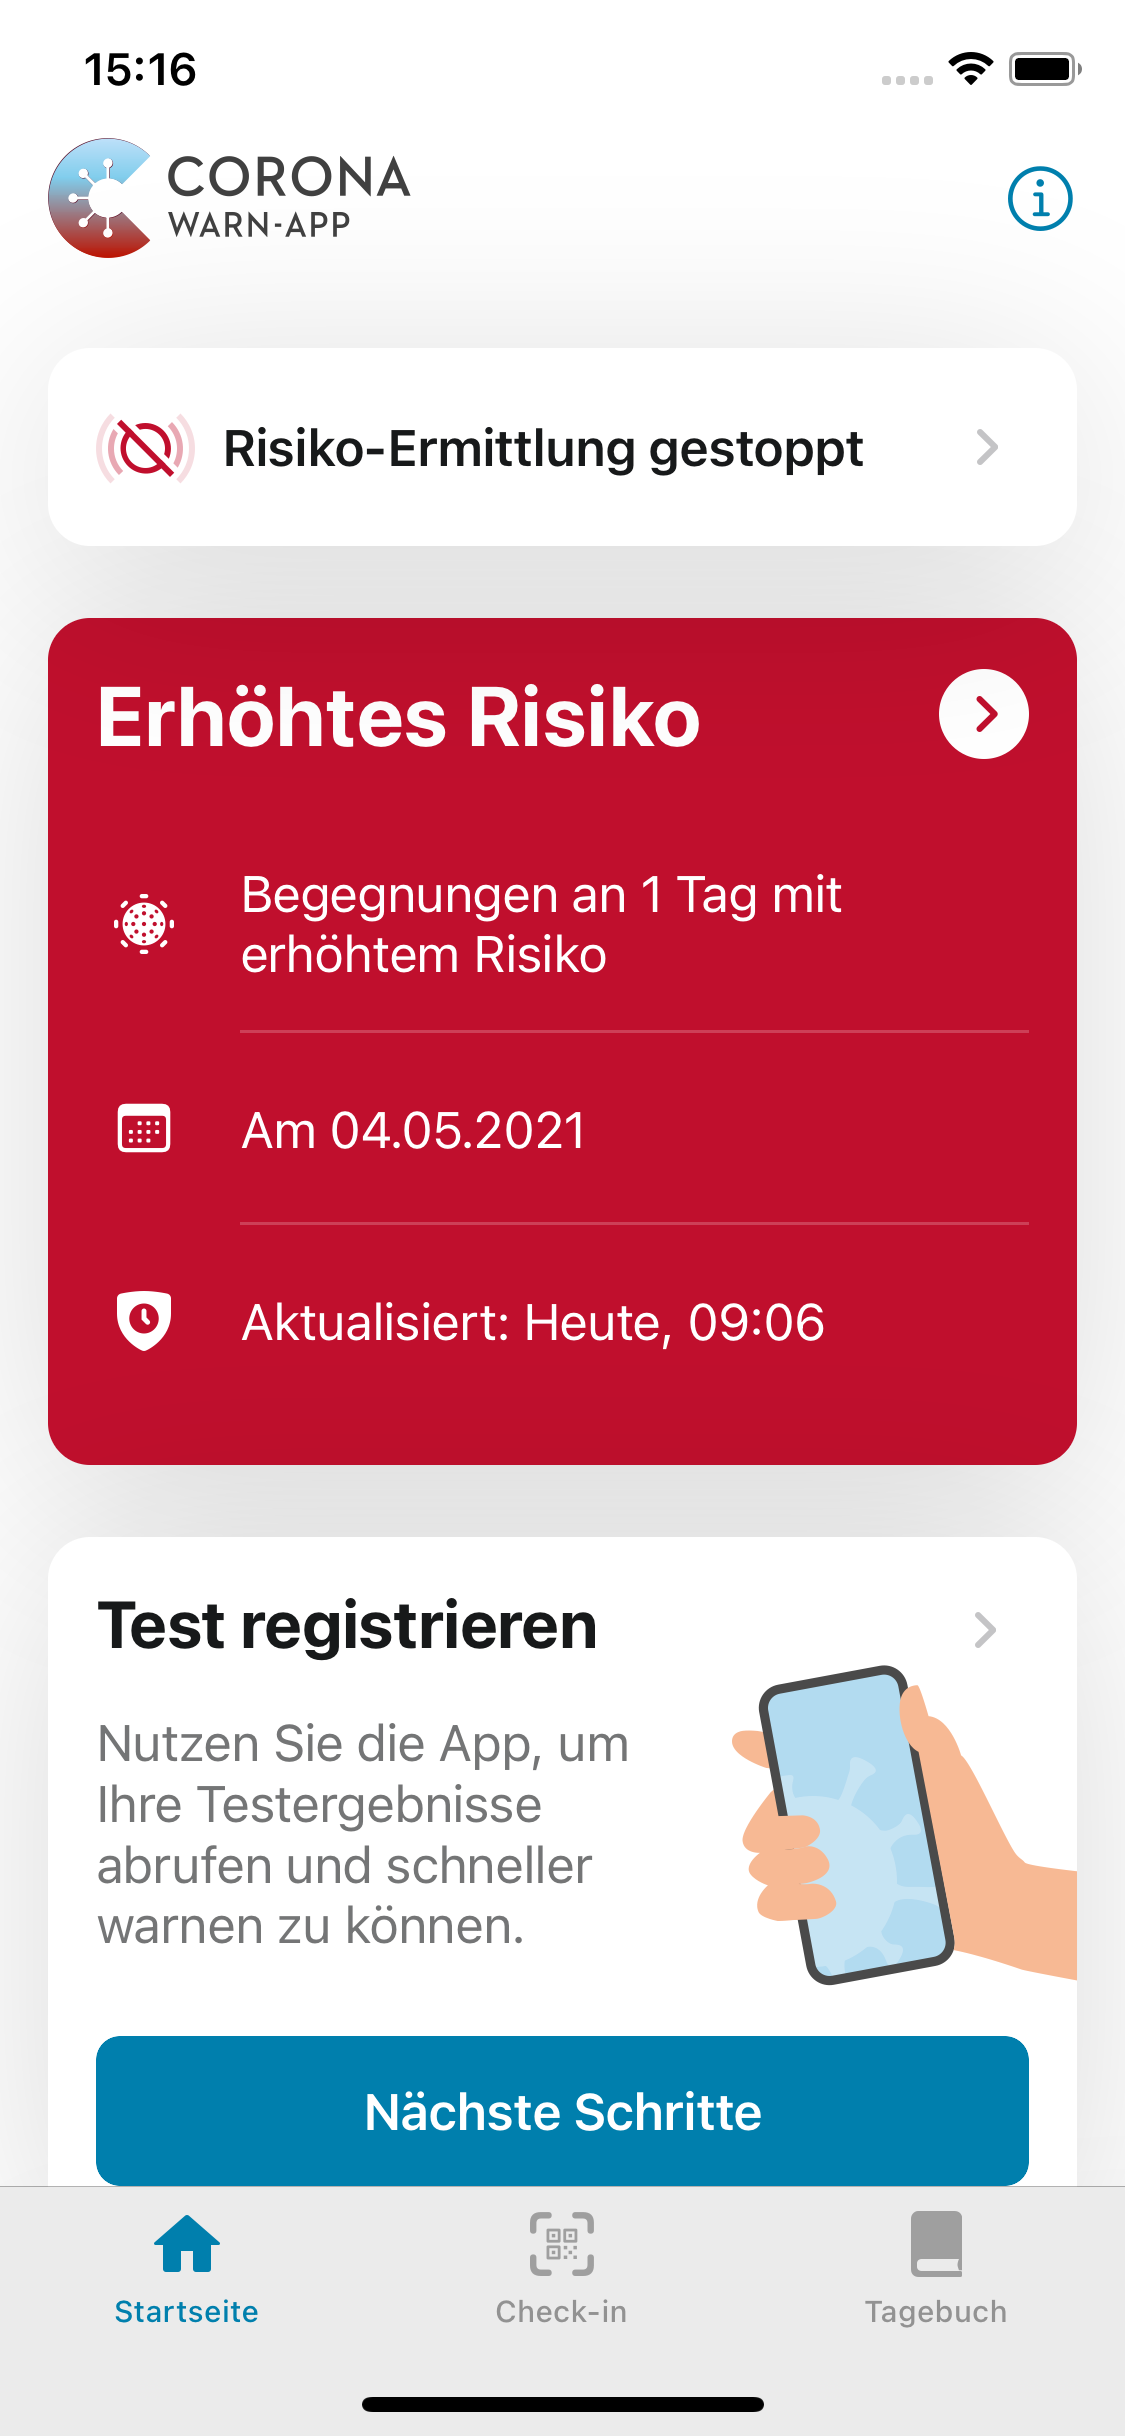 15:16
CORONA
WARN-APP
Risiko-Ermittlung gestoppt
Erhöhtes Risiko
Begegnungen an 1 Tag mit
erhöhtem Risiko
Am 04.05.2021
Aktualisiert: Heute, 09:06
Test registrieren
Nutzen Sie die App, um
Ihre Testergebnisse
abrufen und schneller
warnen zu können.
Nächste Schritte
Startseite
Check-in
Tagebuch